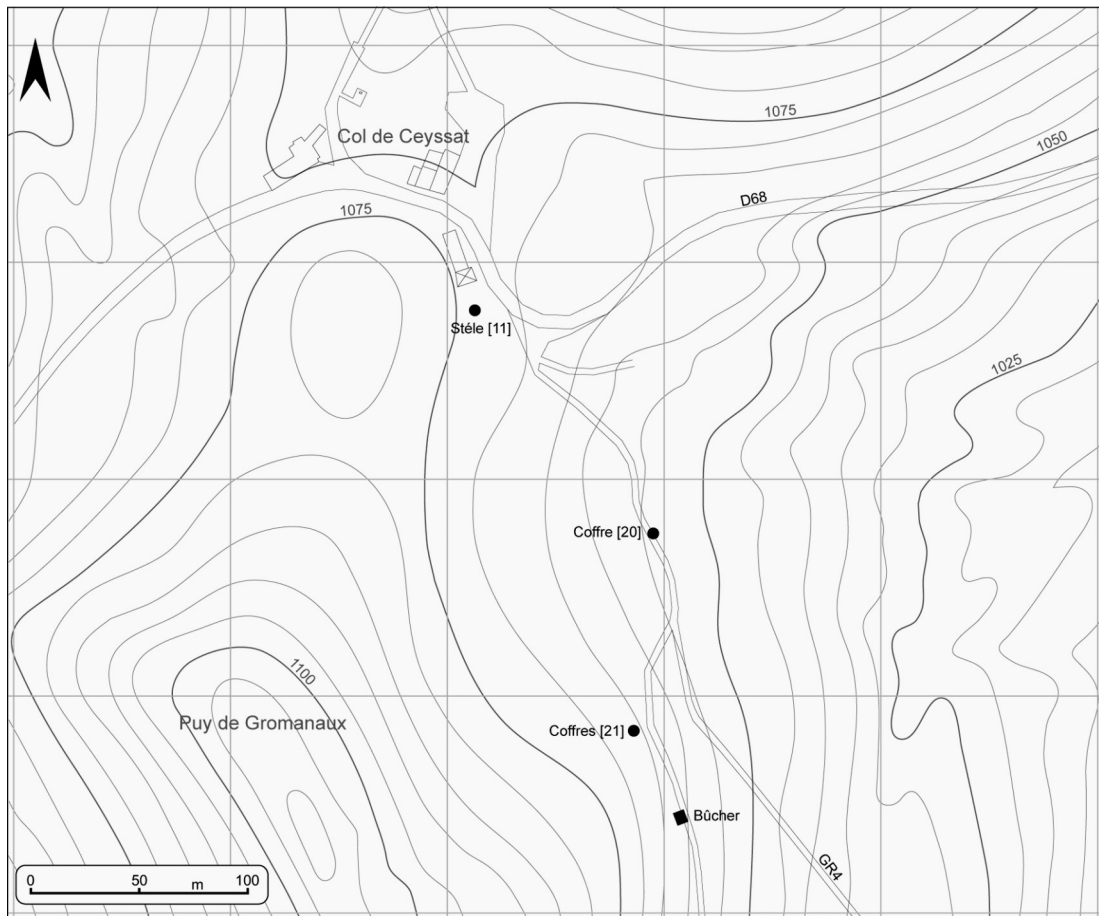 1075
Col de Ceyssat
1050
D68
1075
Stéle [11]
1025
Coffre [20]
1100
Puy de Gromanaux
Coffres [21]
Bûcher
GR4
0 50 m 100